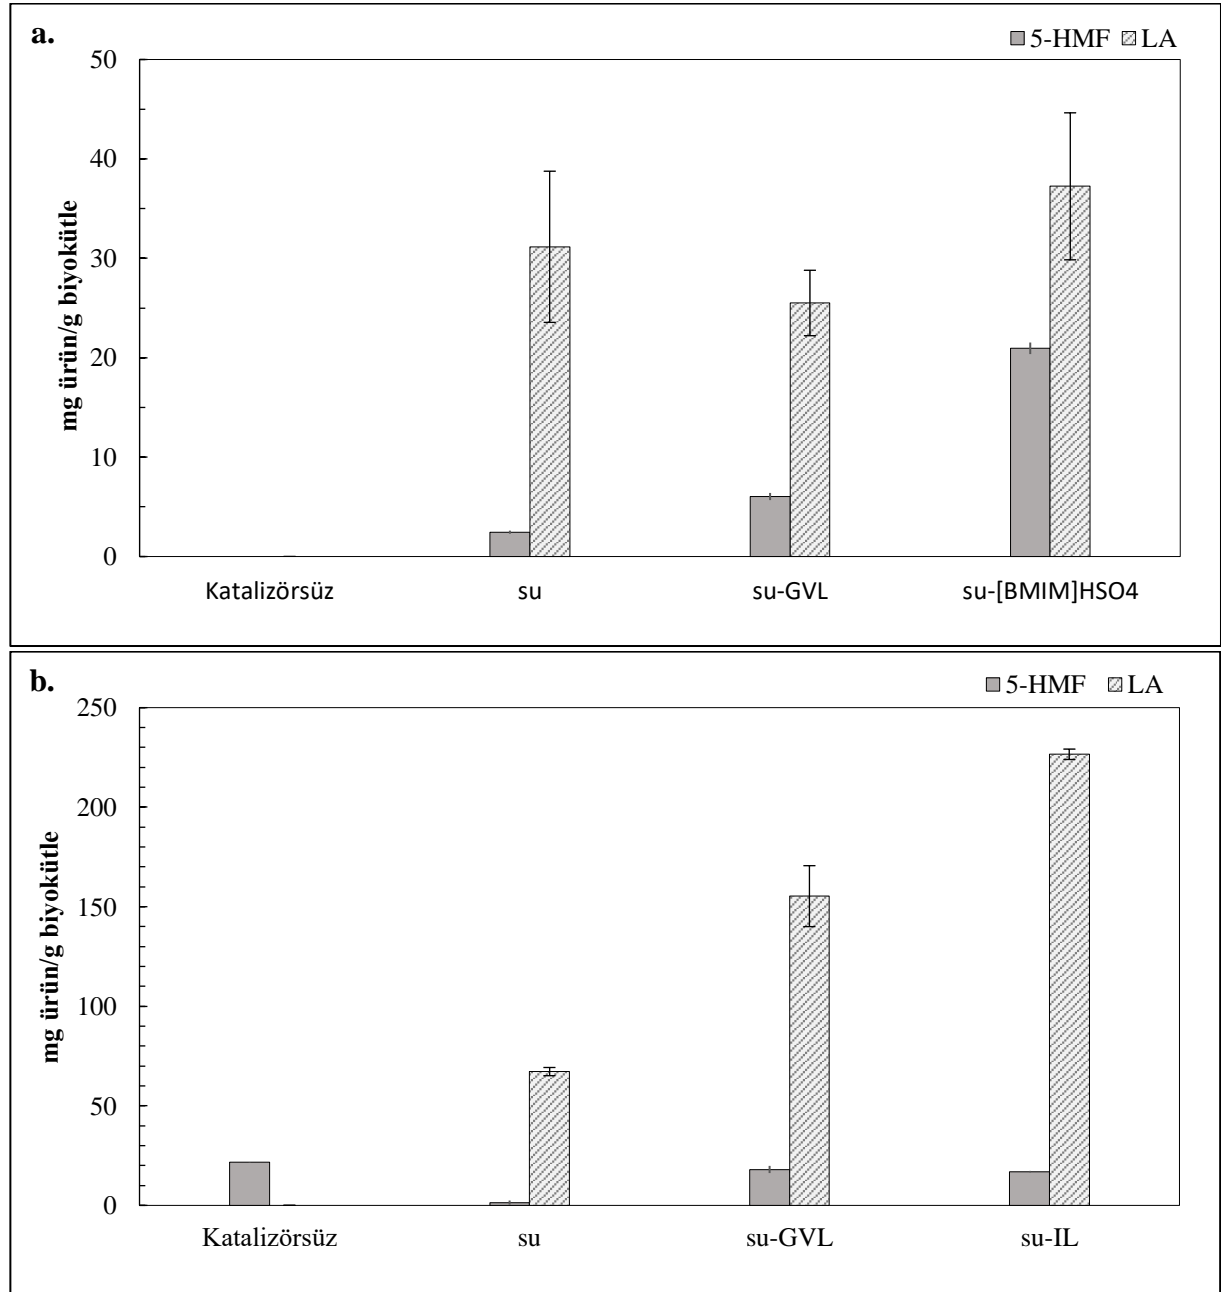 a.
5-HMF LA
50
40
30
20
10
0
mg ürün/g biyokütle
Katalizörsüz su su-GVL su-[BMIM]HSO4
b.
5-HMF LA
250
200
150
100
50
0
mg ürün/g biyokütle
Katalizörsüz su su-GVL su-IL